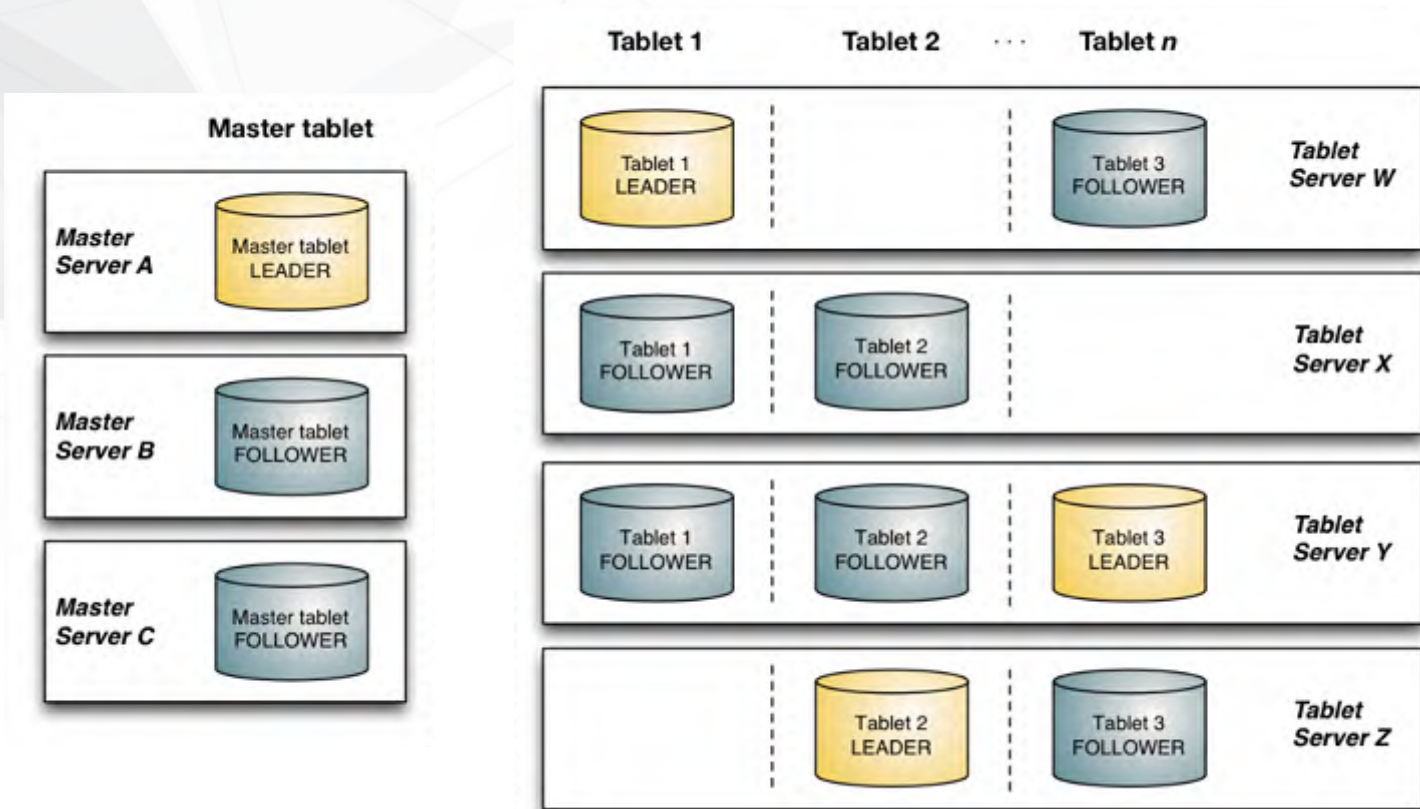 Master tablet
Master
Server A
Master tablet
LEADER
Master
Server B
Master tablet
FOLLOWER
Master
Server C
Master tablet
FOLLOWER
Tablet 1
Tablet 2
· · ·
Tablet n
Tablet 1
LEADER
Tablet 3
FOLLOWER
Tablet
Server W
Tablet 1
FOLLOWER
Tablet 2
FOLLOWER
Tablet
Server X
Tablet 1
FOLLOWER
Tablet 2
FOLLOWER
Tablet 3
LEADER
Tablet
Server Y
Tablet 2
LEADER
Tablet 3
FOLLOWER
Tablet
Server Z